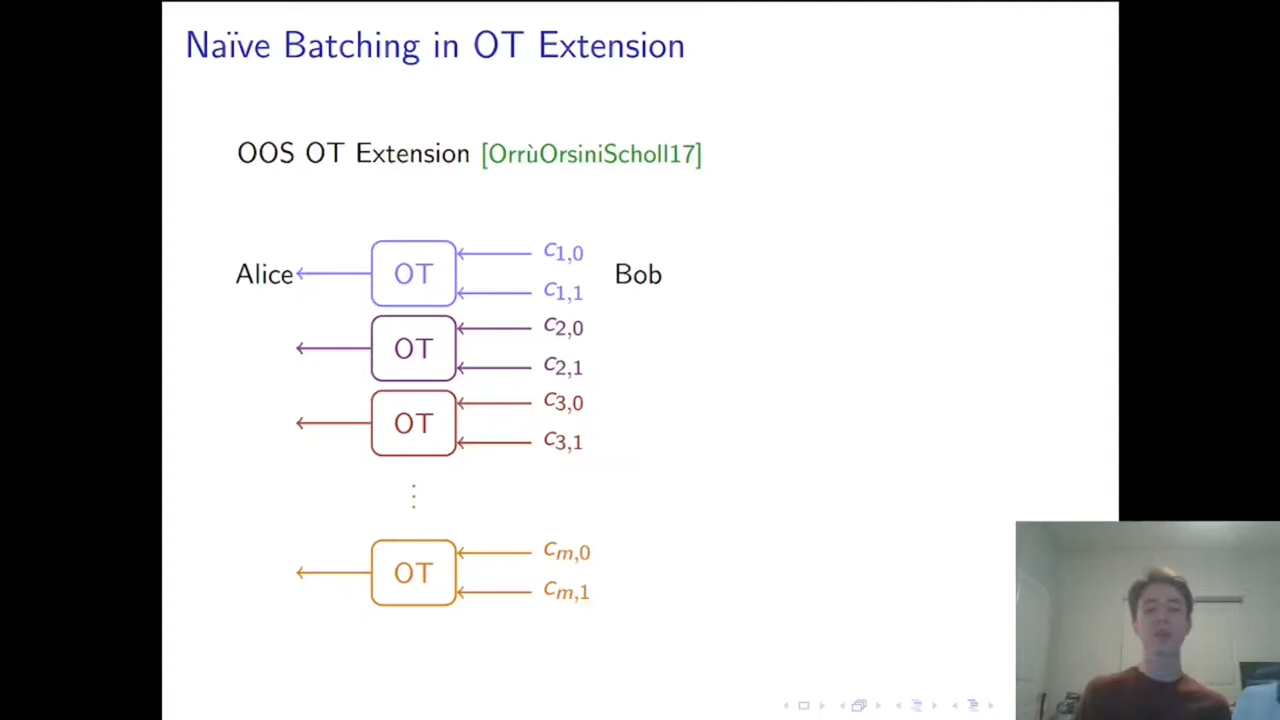 Naïve Batching in OT Extension
OOS OT Extension [OrrùOrsiniScholl17]
Alice OT c1,0 Bob
c1,1
OT c2,0
c2,1
OT c3,0
c3,1
⋮
OT cm,0
cm,1